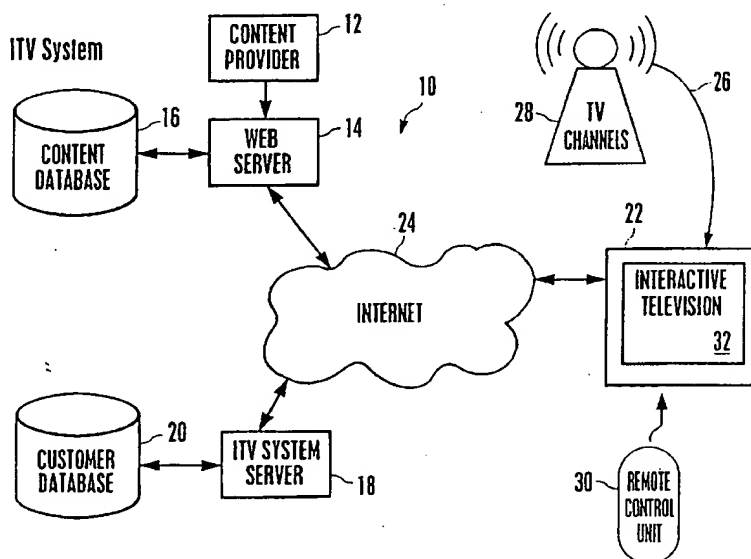 ITV System
CONTENT
PROVIDER
12
10
16
CONTENT
DATABASE
WEB
SERVER
14
28
TV
CHANNELS
26
24
INTERNET
22
INTERACTIVE
TELEVISION
32
20
CUSTOMER
DATABASE
ITV SYSTEM
SERVER
18
30
REMOTE
CONTROL
UNIT